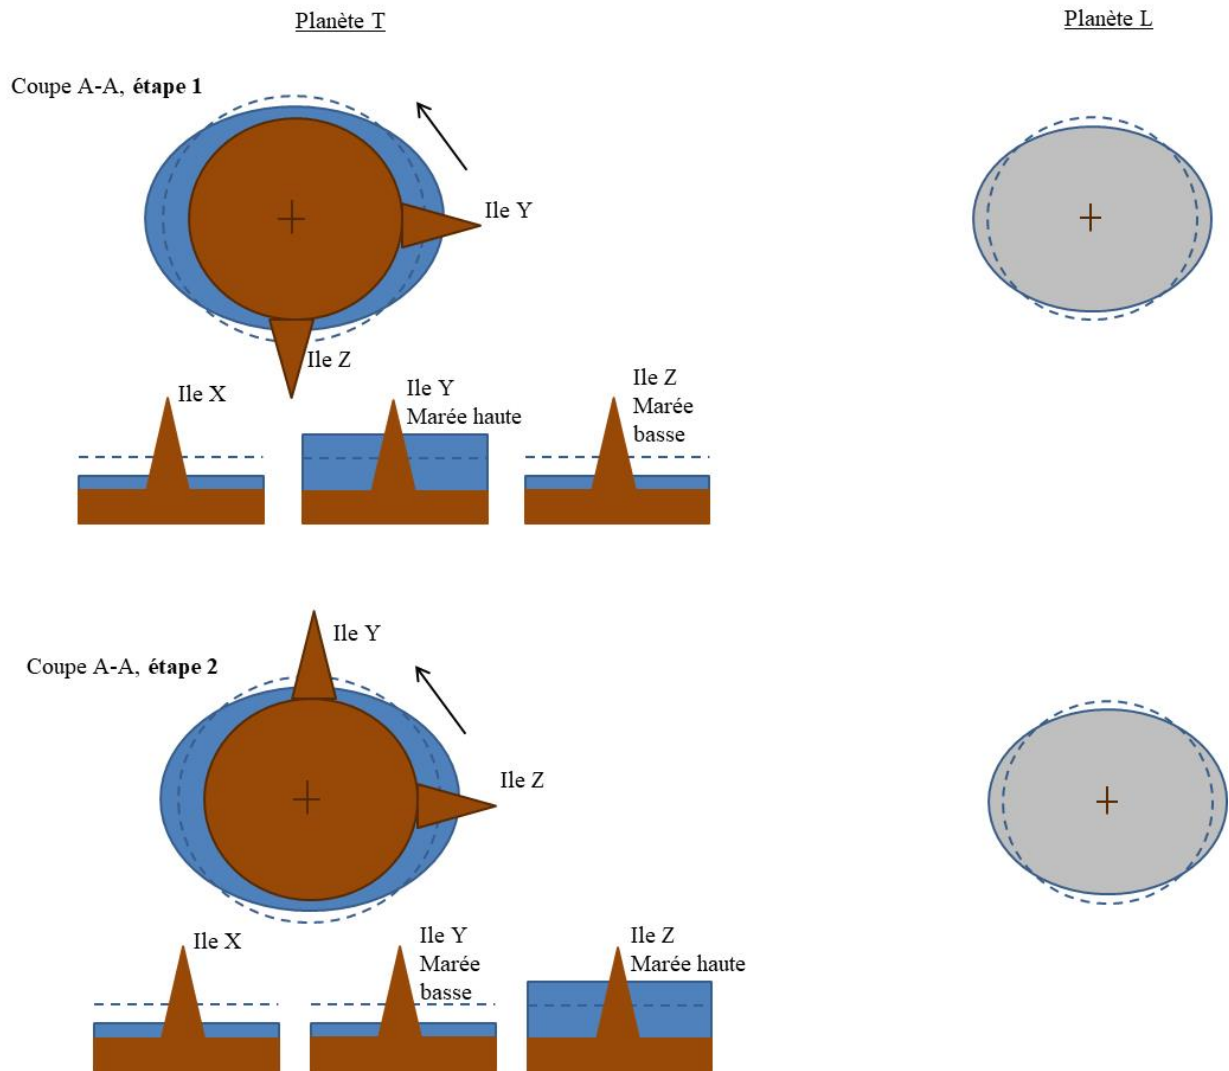 Planète T
Planète L
Coupe A-A, étape 1
Ile Y
Ile Z
Ile X
Ile Y
Marée haute
Ile Z
Marée
basse
Coupe A-A, étape 2
Ile Y
Ile Z
Ile X
Ile Y
Marée
basse
Ile Z
Marée haute